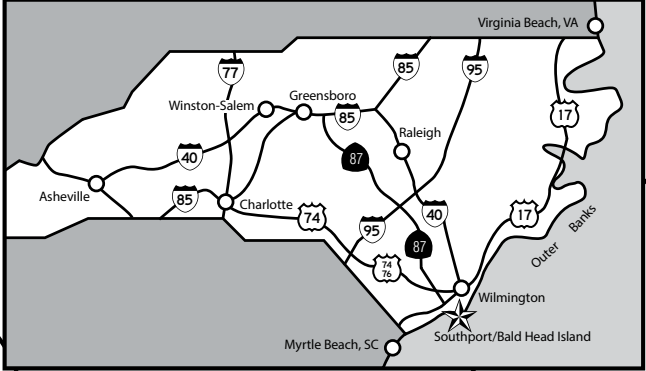 Virginia Beach, VA
77
85
95
Winston-Salem
Greensboro
85
17
87
Raleigh
40
Asheville
85
Charlotte
74
95
40
17
Outer Banks
87
74
76
Wilmington
Southport/Bald Head Island
Myrtle Beach, SC